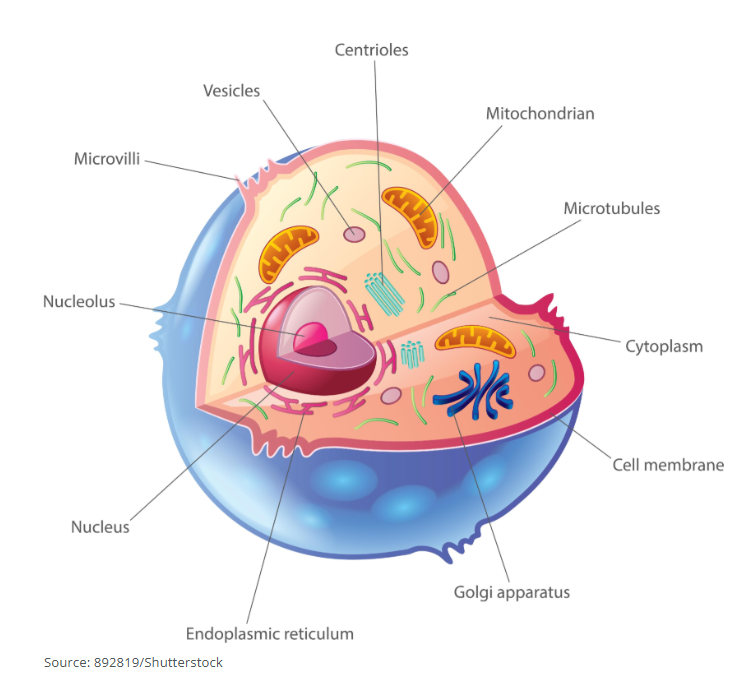 Centrioles
Vesicles
Mitochondrian
Microvilli
Microtubules
Nucleolus
Cytoplasm
Cell membrane
Nucleus
Golgi apparatus
Endoplasmic reticulum
Source: 892819/Shutterstock